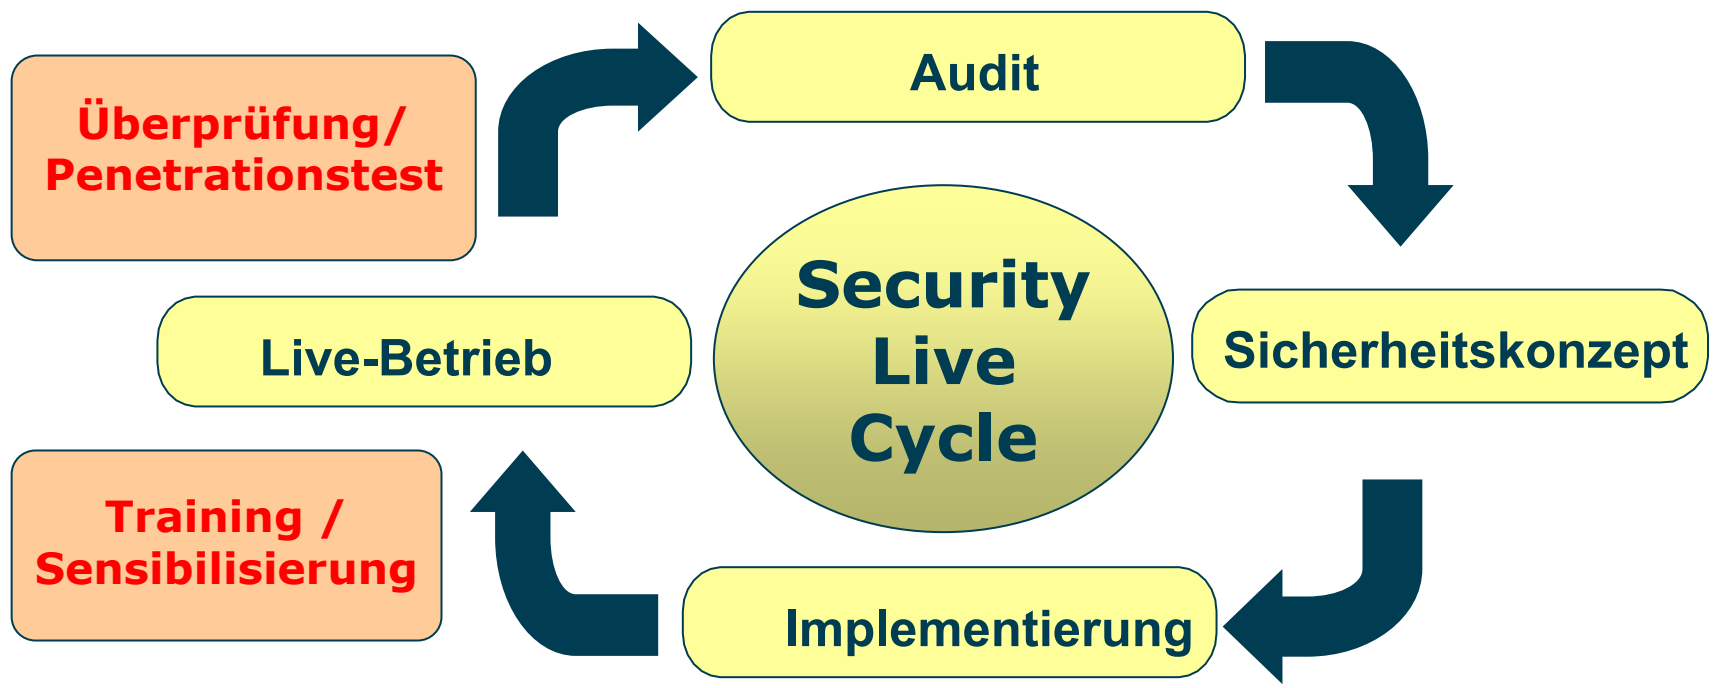 Audit
Überprüfung/
Penetrationstest
Security
Live
Cycle
Live-Betrieb
Sicherheitskonzept
Training /
Sensibilisierung
Implementierung